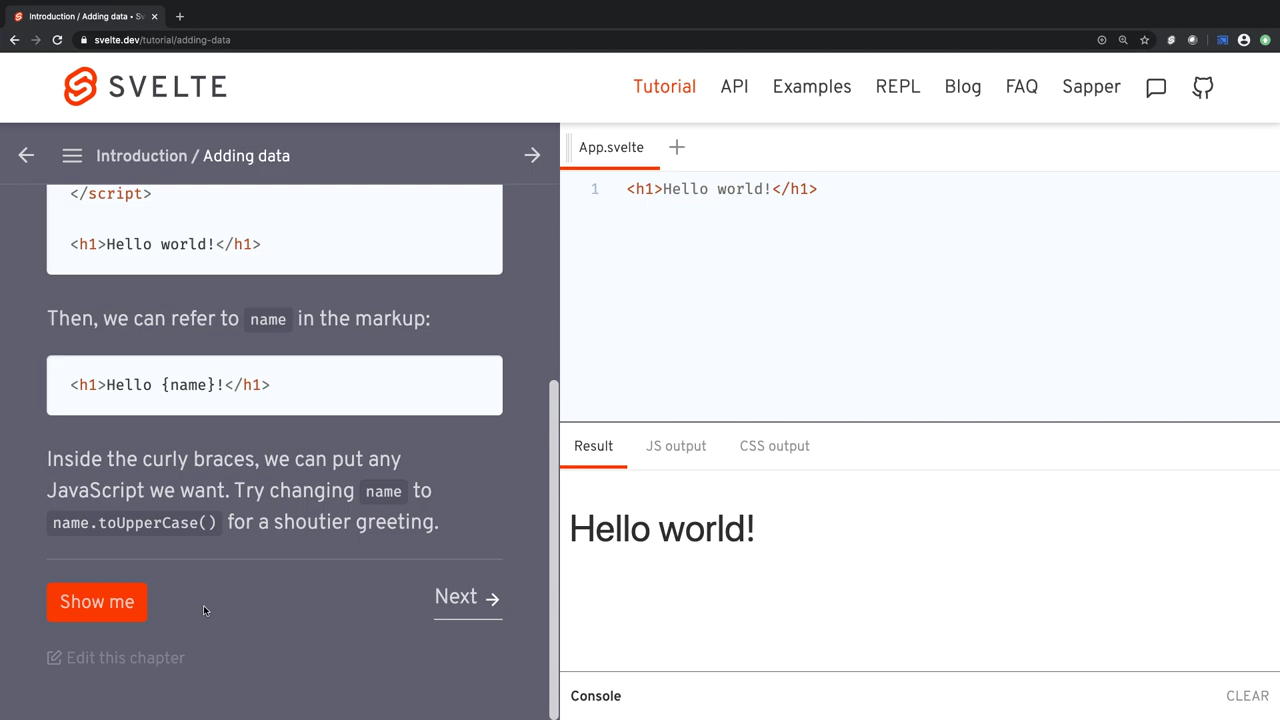 Introduction / Adding data • Sv
svelte.dev/tutorial/adding-data
SVELTE
Tutorial API Examples REPL Blog FAQ Sapper
Introduction / Adding data
</script>
<h1>Hello world!</h1>
Then, we can refer to name in the markup:
<h1>Hello {name}!</h1>
Inside the curly braces, we can put any
JavaScript we want. Try changing name to
name.toUpperCase() for a shoutier greeting.
Show me
Next
Edit this chapter
App.svelte
1 <h1>Hello world!</h1>
Result JS output CSS output
Hello world!
Console CLEAR